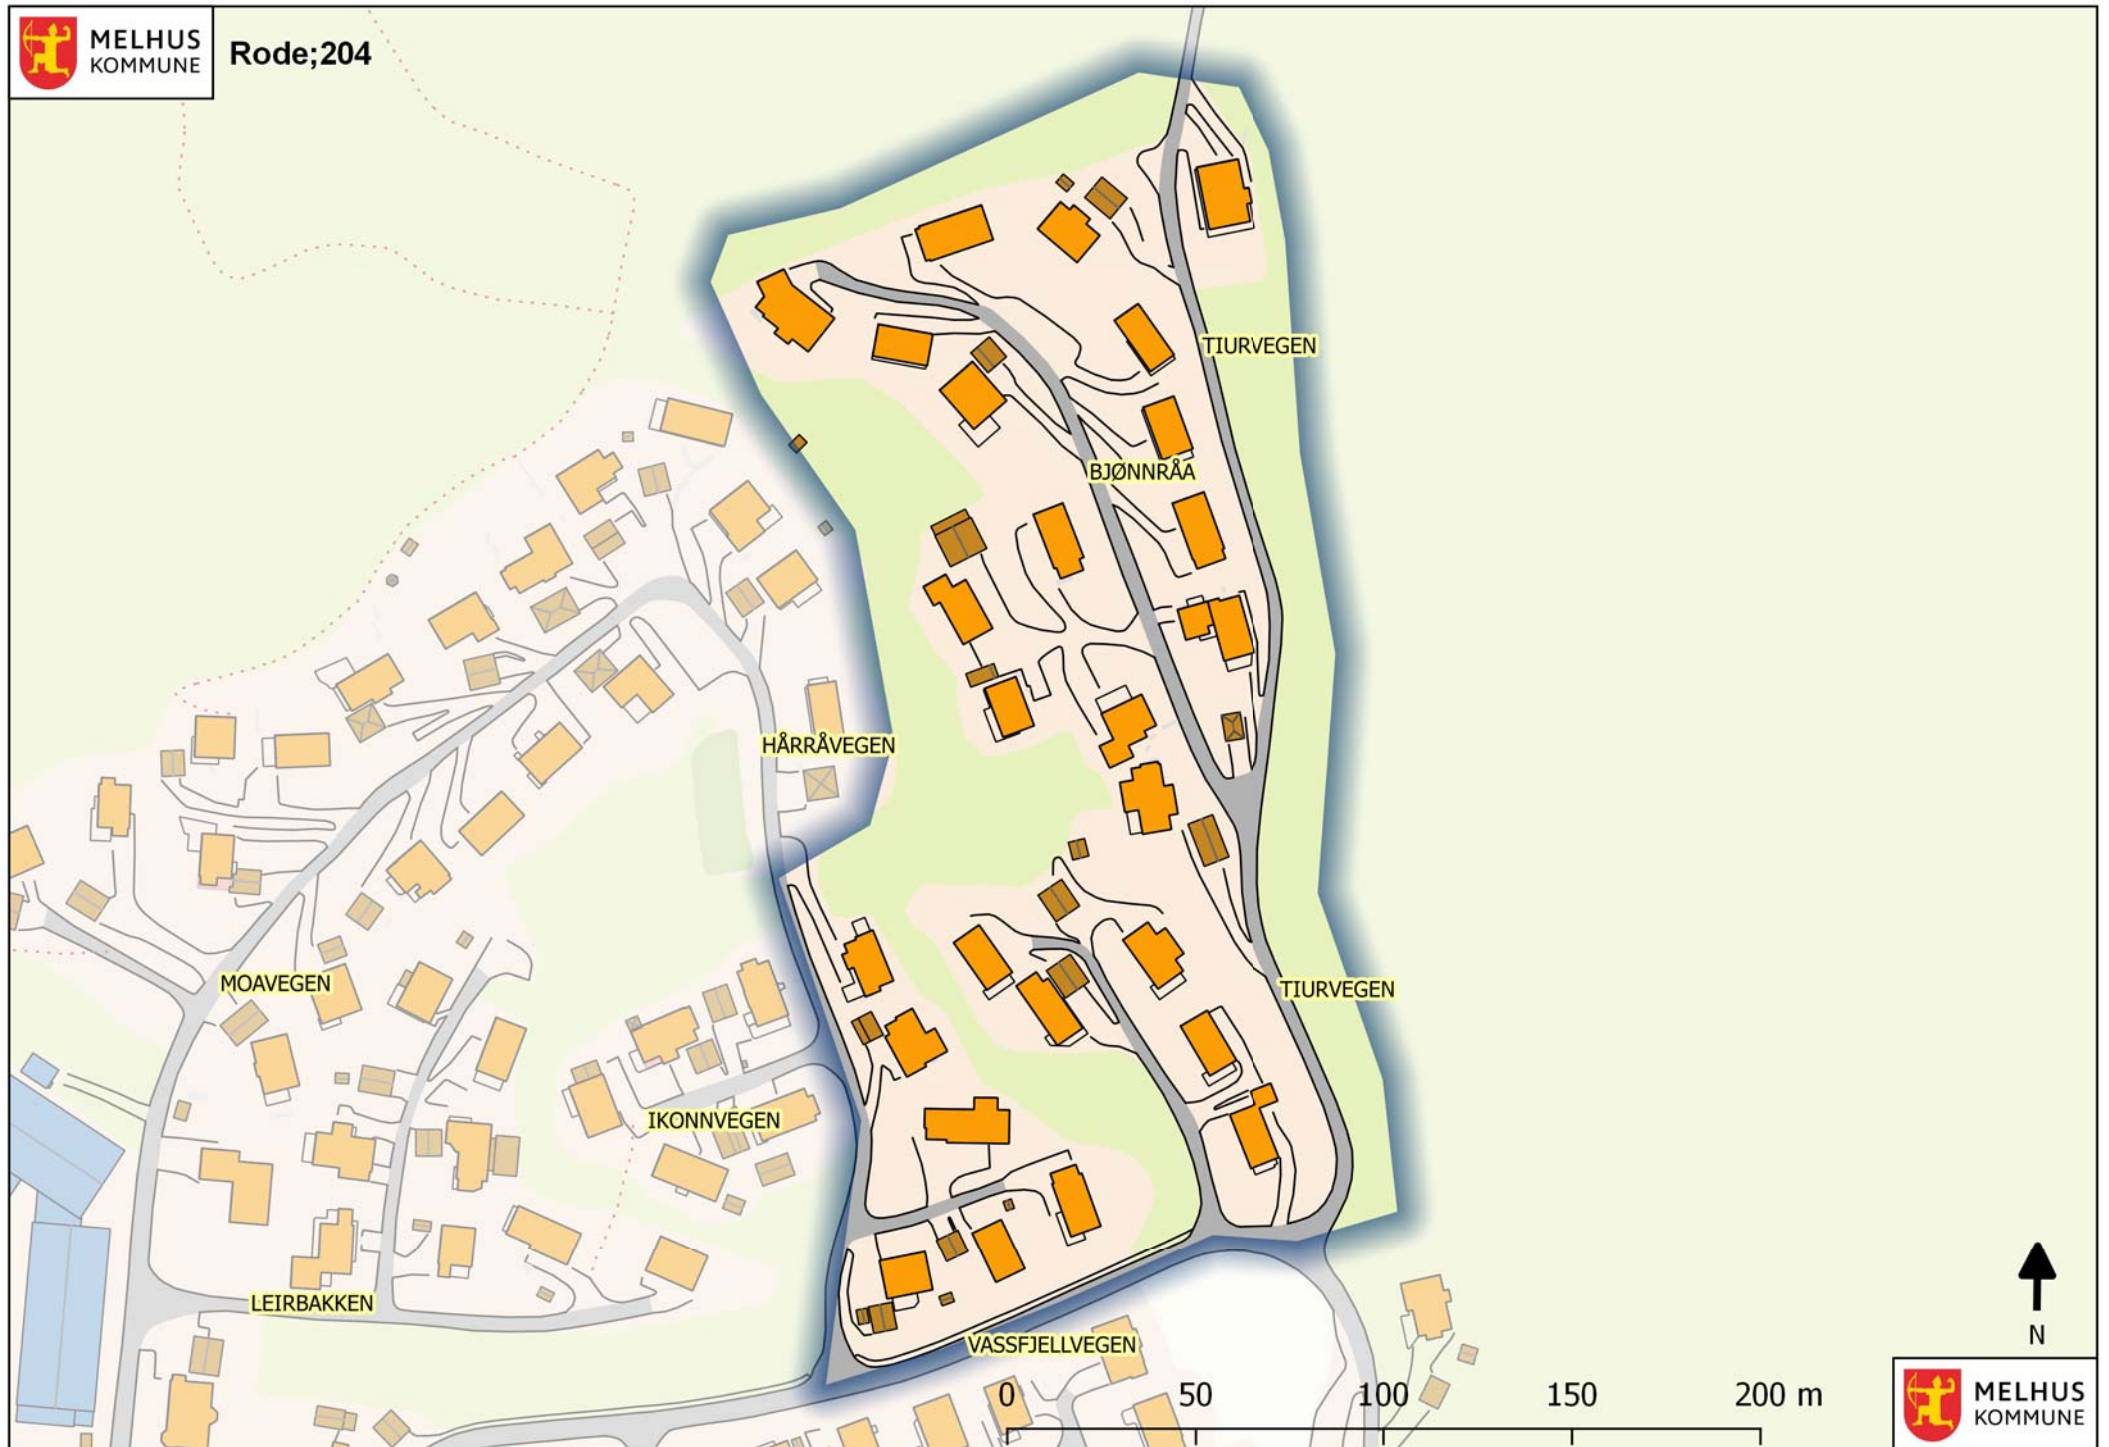 MELHUS
KOMMUNE
Rode;204
TIURVEGEN
BJØNNRÅA
HÅRRÅVEGEN
MOAVEGEN
TIURVEGEN
IKONNVEGEN
LEIRBAKKEN
VASSFJELLVEGEN
N
0 50 100 150 200 m
MELHUS
KOMMUNE